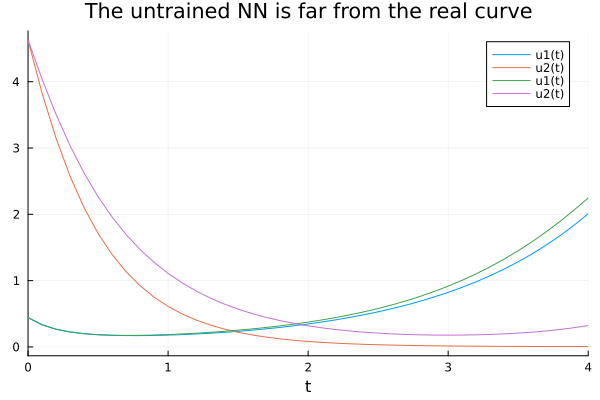 The untrained NN is far from the real curve
u1(t)
u2(t)
u1(t)
u2(t)
4
3
2
1
0
0 1 2 3 4
t